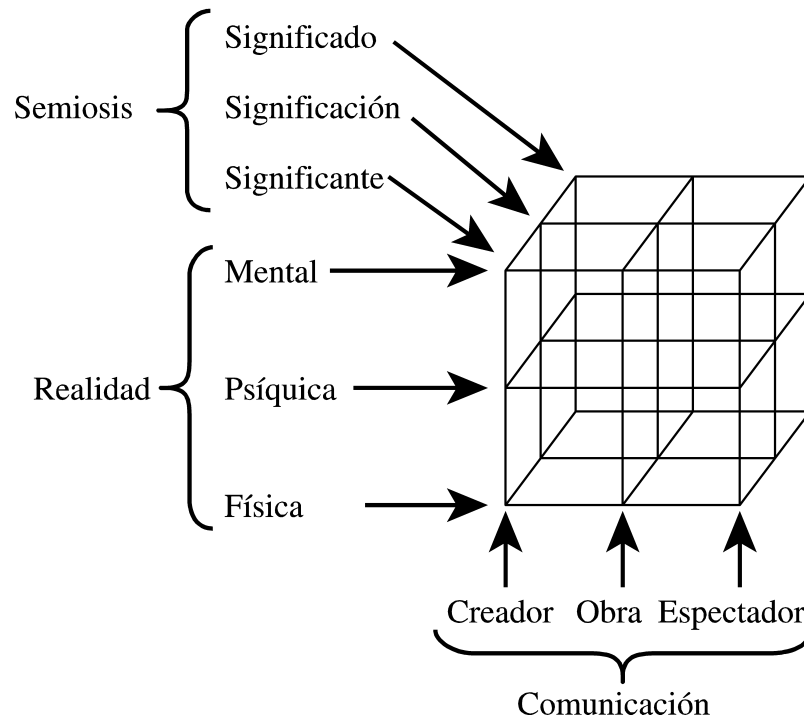 Significado
Semiosis
Significación
Significante
Mental
Realidad
Psíquica
Física
Creador Obra Espectador
Comunicación